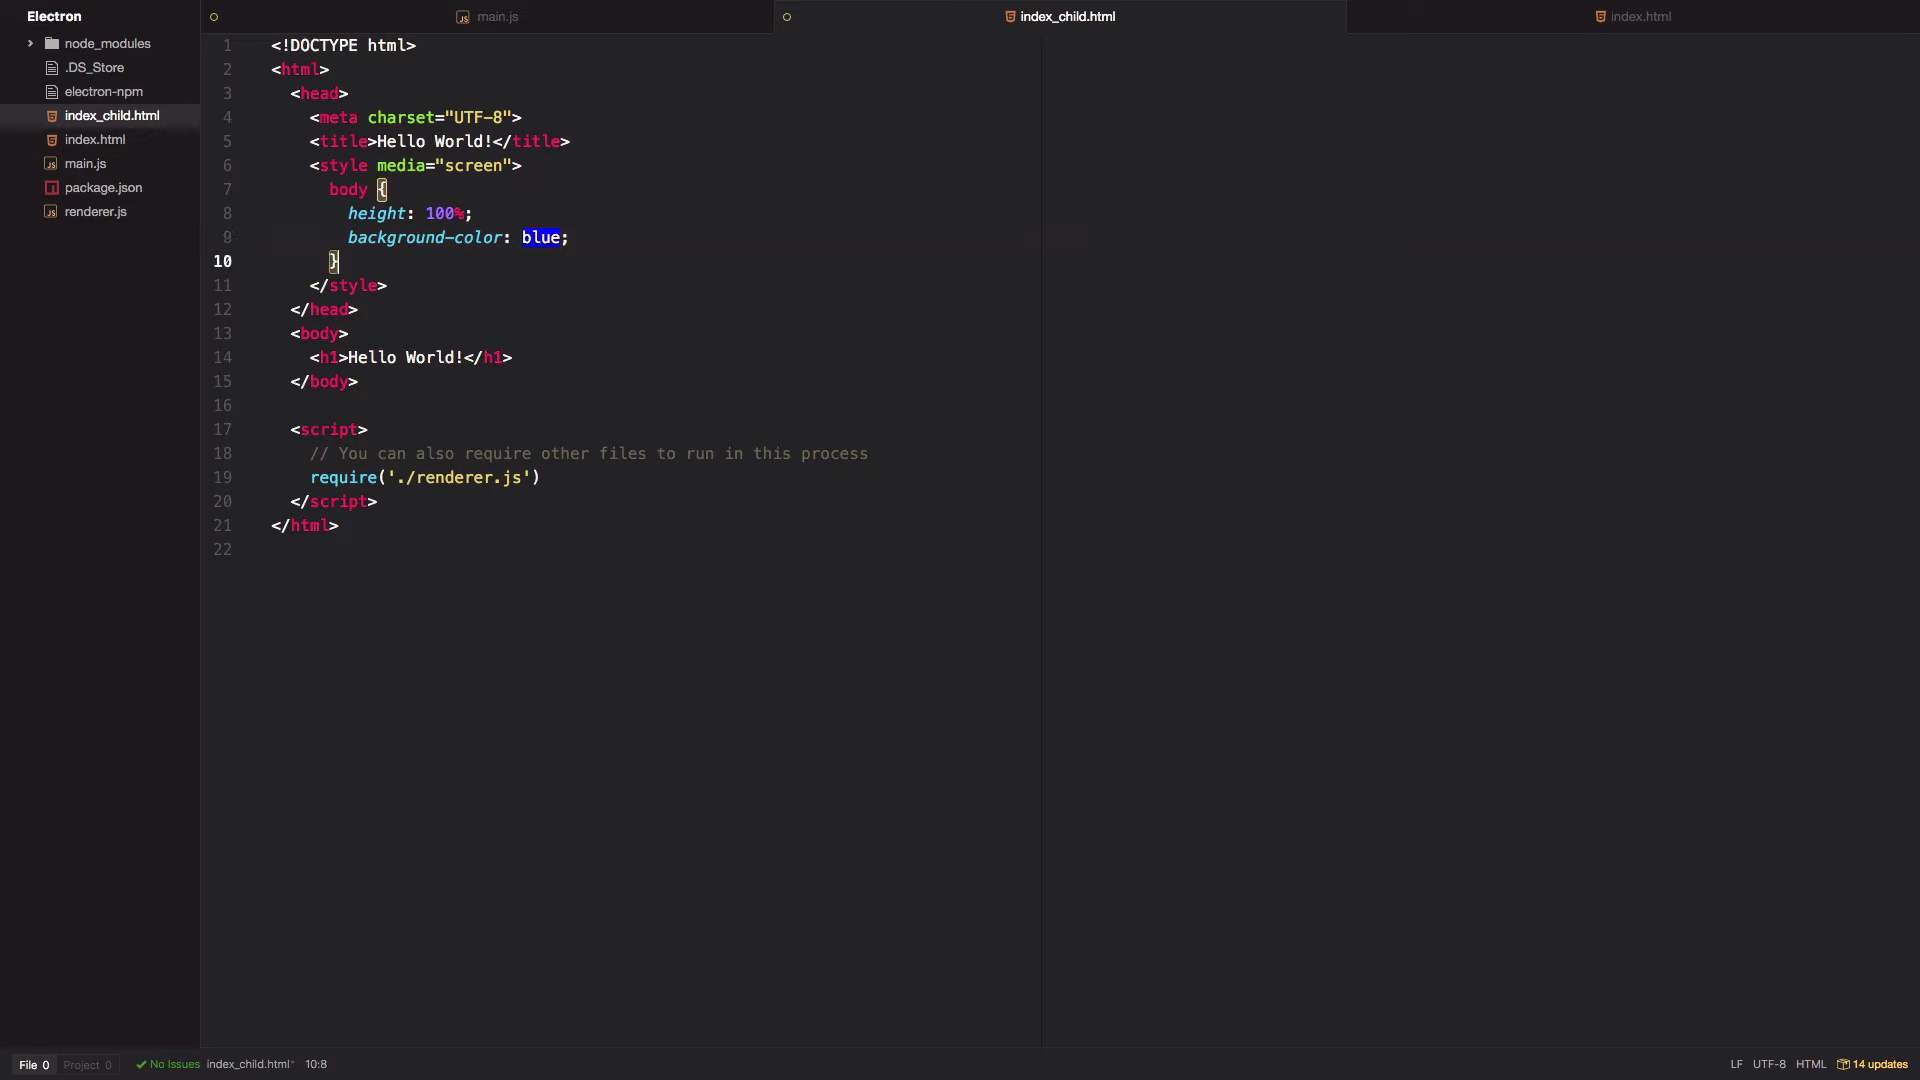 Electron
node_modules
.DS_Store
electron-npm
index_child.html
index.html
main.js
package.json
renderer.js
main.js
index_child.html
index.html
1 <!DOCTYPE html>
2 <html>
3 <head>
4 <meta charset="UTF-8">
5 <title>Hello World!</title>
6 <style media="screen">
7 body {
8 height: 100%;
9 background-color: blue;
10 }
11 </style>
12 </head>
13 <body>
14 <h1>Hello World!</h1>
15 </body>
16
17 <script>
18 // You can also require other files to run in this process
19 require('./renderer.js')
20 </script>
21 </html>
22
File 0 Project 0 No Issues index_child.html* 10:8 LF UTF-8 HTML 14 updates